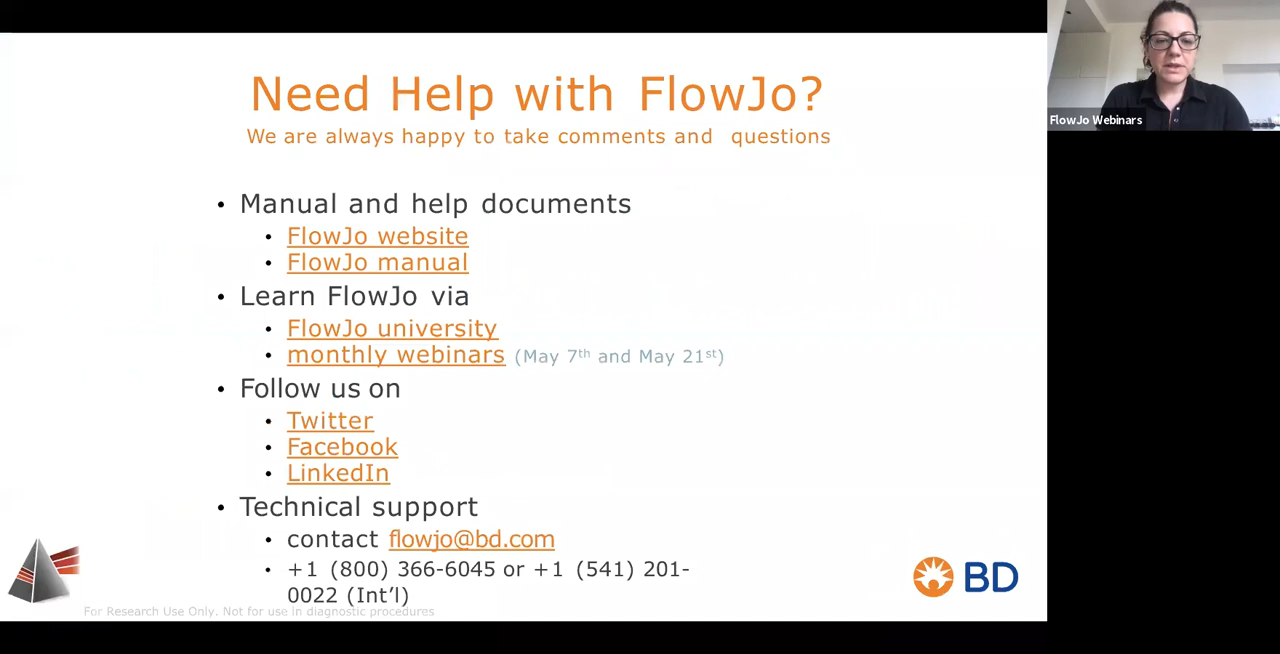 Need Help with FlowJo?
We are always happy to take comments and questions
• Manual and help documents
• FlowJo website
• FlowJo manual
• Learn FlowJo via
• FlowJo university
• monthly webinars (May 7th and May 21st)
• Follow us on
• Twitter
• Facebook
• LinkedIn
• Technical support
• contact flowjo@bd.com
• +1 (800) 366-6045 or +1 (541) 201-
0022 (Int’l)
For Research Use Only. Not for use in diagnostic procedures
BD
FlowJo Webinars